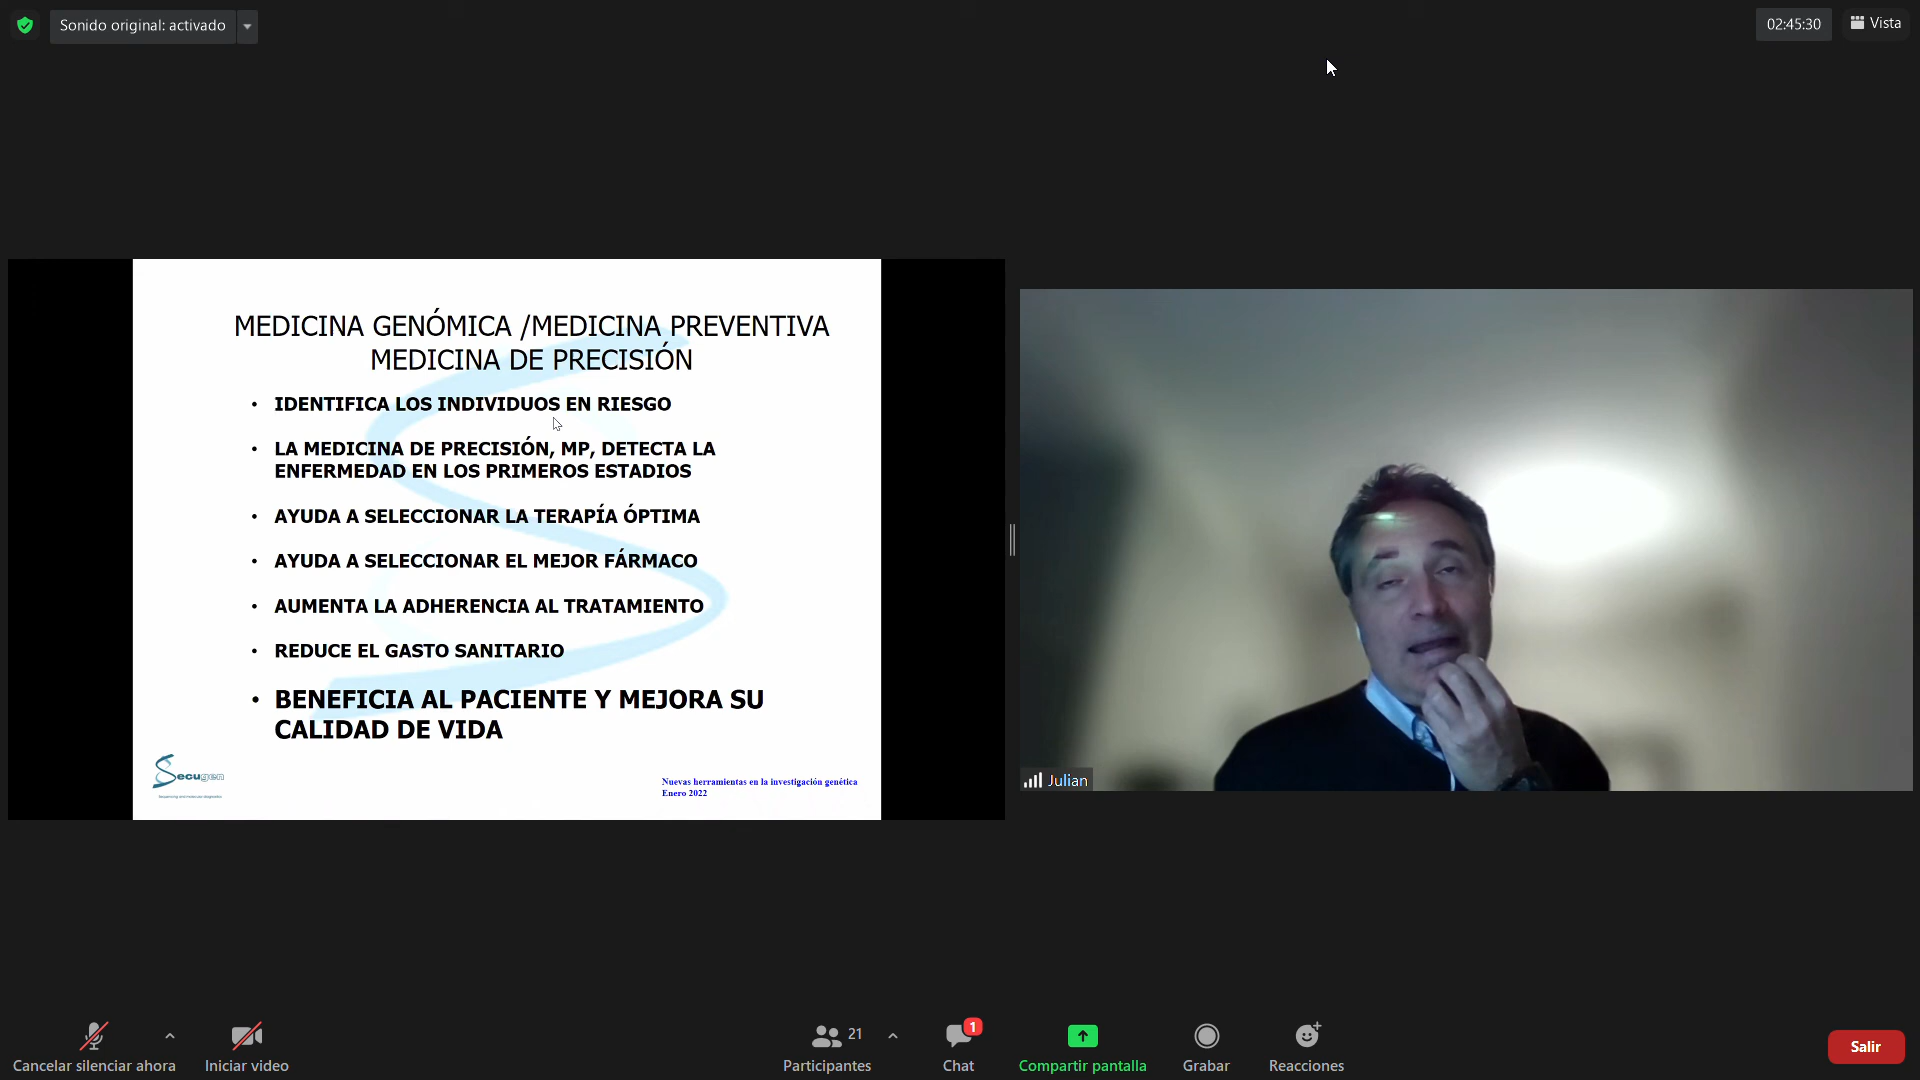 Sonido original: activado
02:45:30
Vista
MEDICINA GENÓMICA /MEDICINA PREVENTIVA
MEDICINA DE PRECISIÓN
• IDENTIFICA LOS INDIVIDUOS EN RIESGO
• LA MEDICINA DE PRECISIÓN, MP, DETECTA LA
ENFERMEDAD EN LOS PRIMEROS ESTADIOS
• AYUDA A SELECCIONAR LA TERAPÍA ÓPTIMA
• AYUDA A SELECCIONAR EL MEJOR FÁRMACO
• AUMENTA LA ADHERENCIA AL TRATAMIENTO
• REDUCE EL GASTO SANITARIO
• BENEFICIA AL PACIENTE Y MEJORA SU
CALIDAD DE VIDA
Secugen
Nuevas herramientas en la investigación genética
Enero 2022
Julian
Cancelar silenciar ahora
Iniciar video
21
Participantes
1
Chat
Compartir pantalla
Grabar
Reacciones
Salir